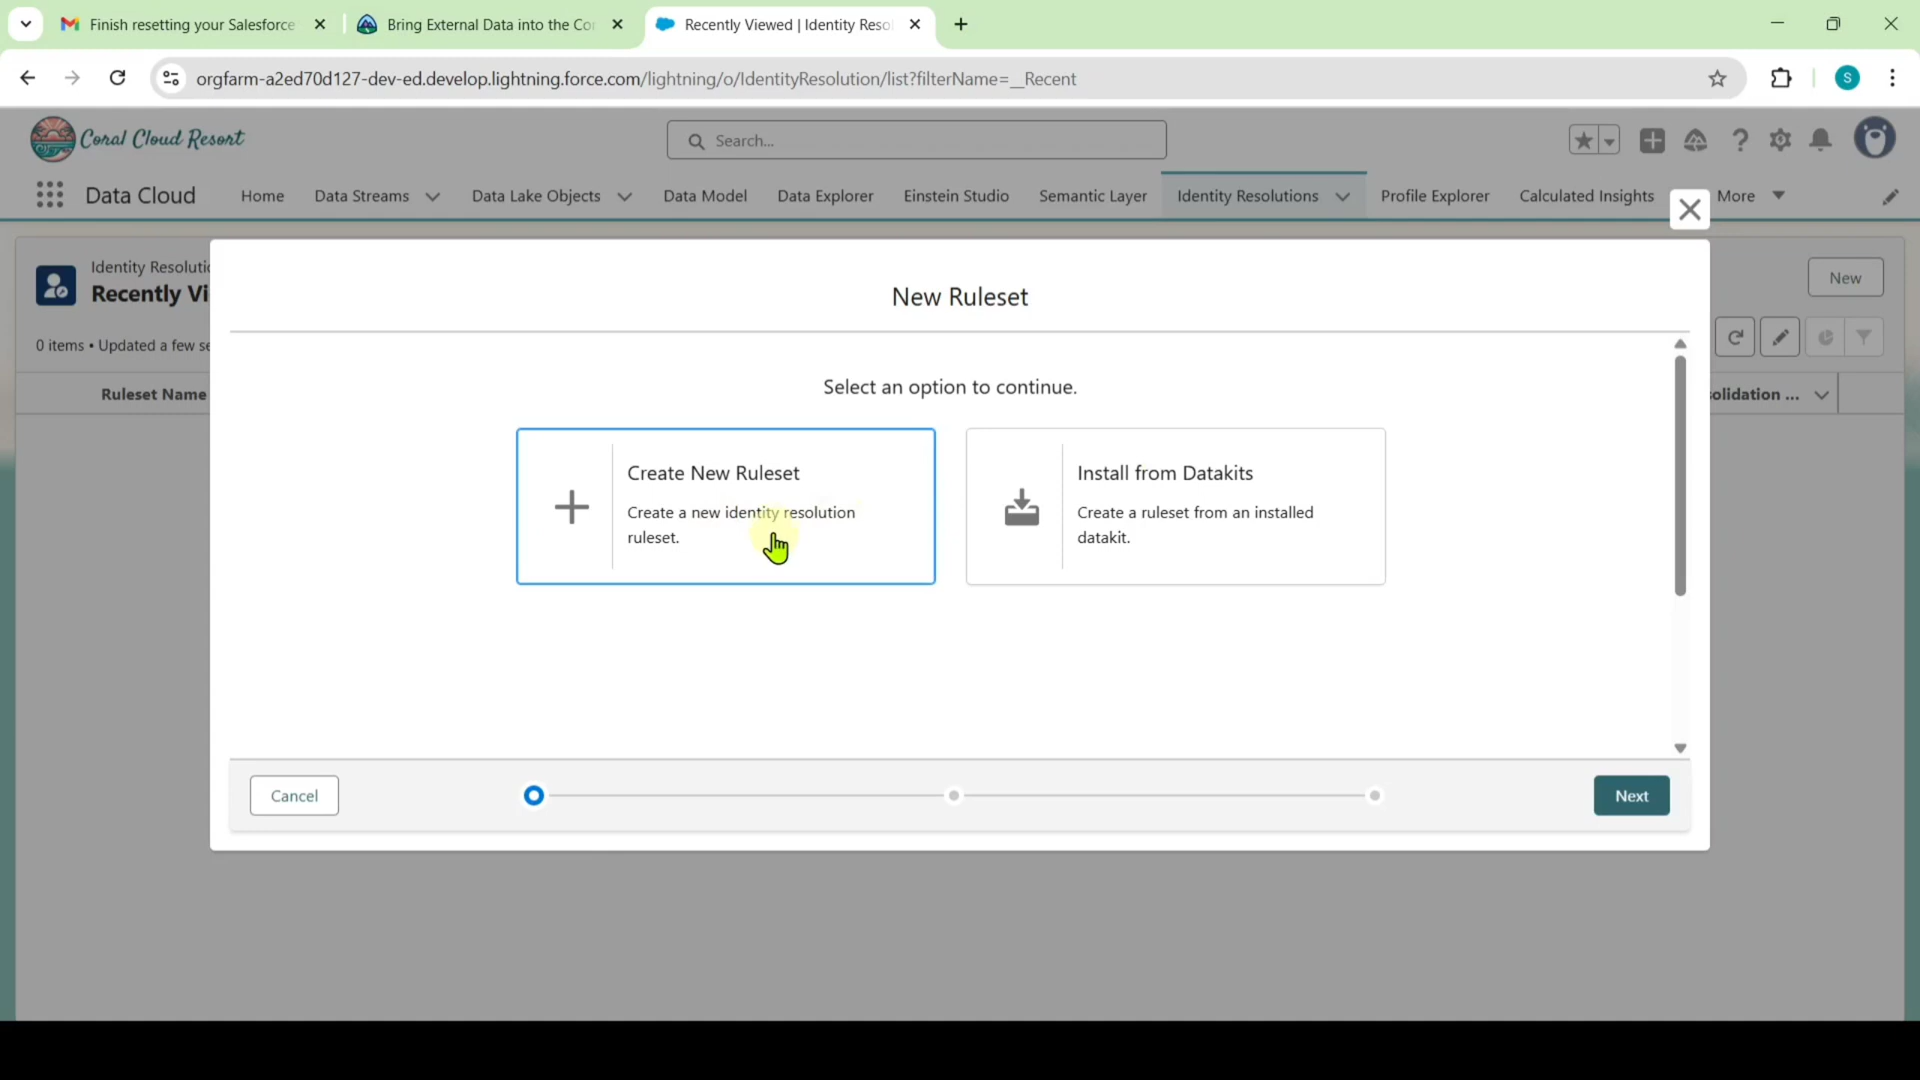 Finish resetting your Salesforce
Bring External Data into the Co
Recently Viewed | Identity Reso
orgfarm-a2ed70d127-dev-ed.develop.lightning.force.com/lightning/o/IdentityResolution/list?filterName=__Recent
S
Coral Cloud Resort
Search...
Data Cloud
Home
Data Streams
Data Lake Objects
Data Model
Data Explorer
Einstein Studio
Semantic Layer
Identity Resolutions
Profile Explorer
Calculated Insights
More
Identity Resolutio
Recently Vi
New
0 items • Updated a few se
Ruleset Name
solidation ...
New Ruleset
Select an option to continue.
Create New Ruleset
Create a new identity resolution
ruleset.
Install from Datakits
Create a ruleset from an installed
datakit.
Cancel
Next